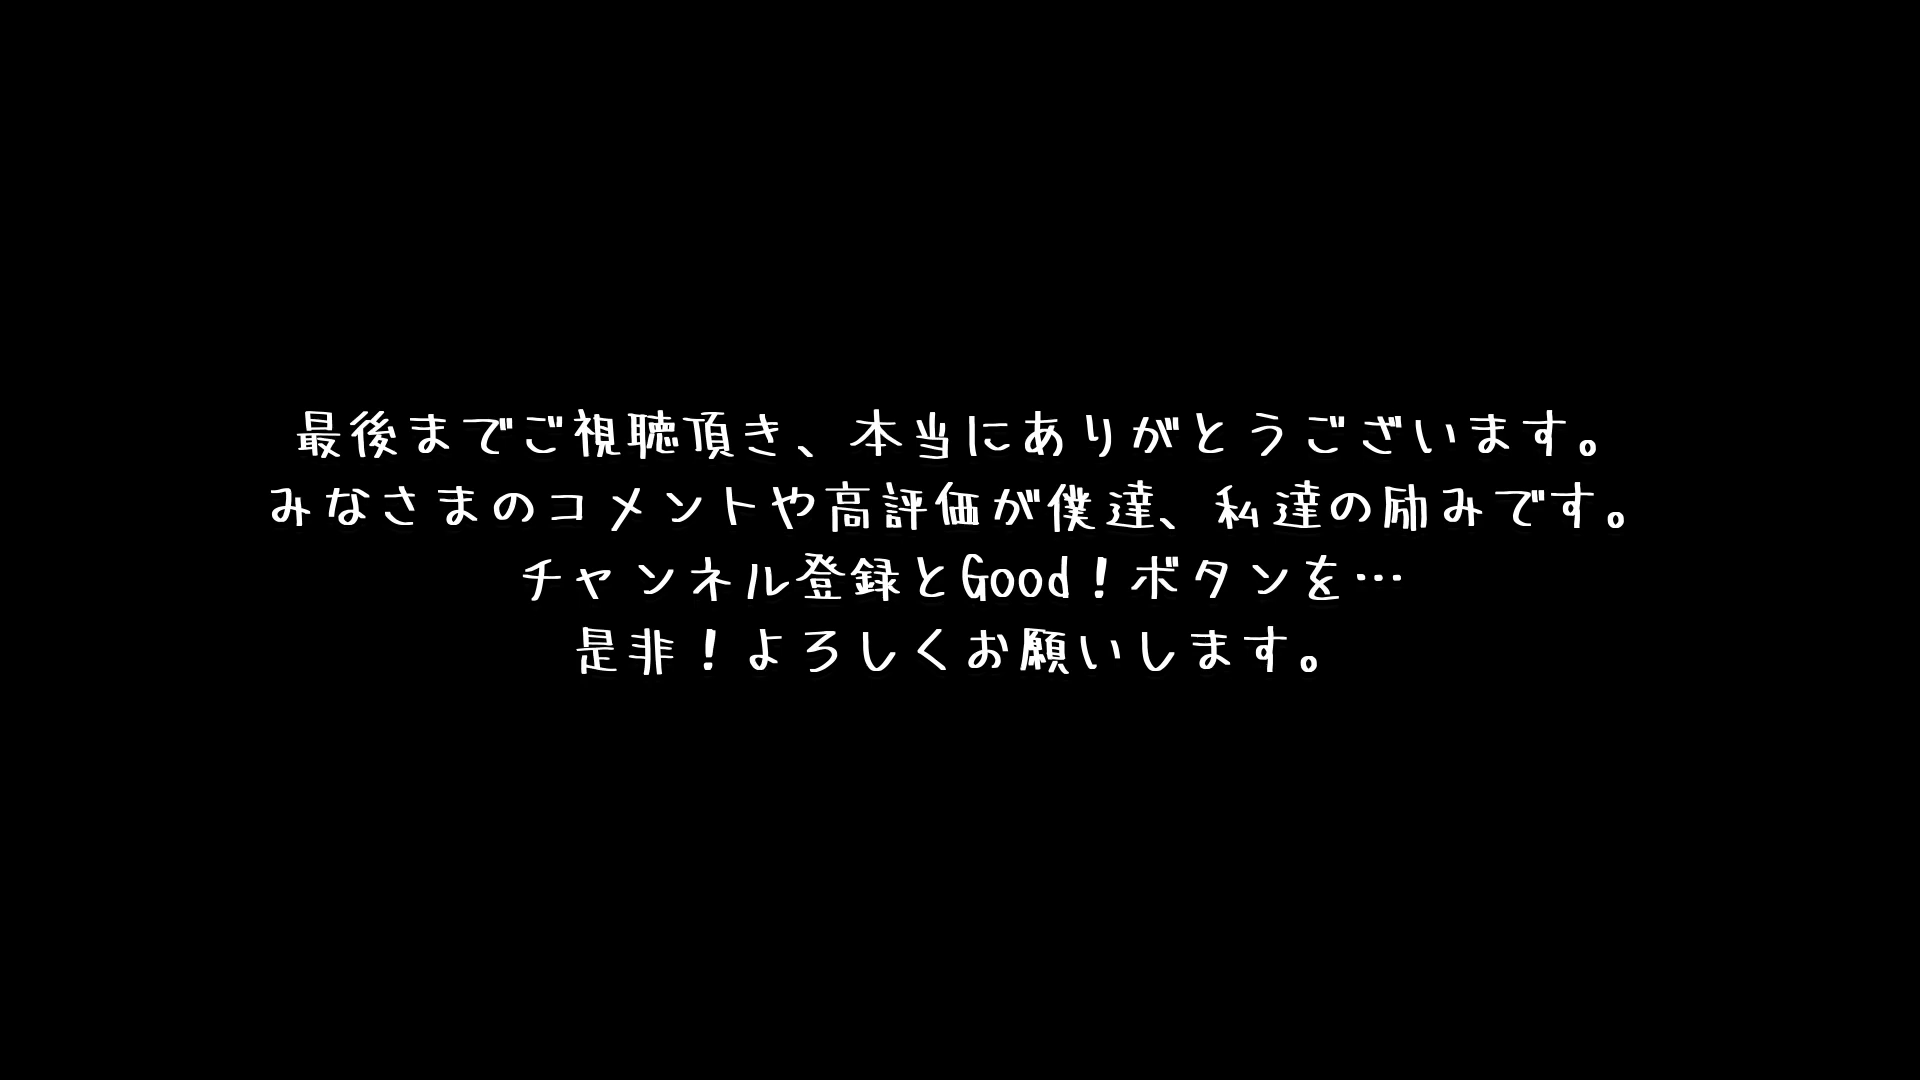 最後までご視聴頂き、本当にありがとうございます。
みなさまのコメントや高評価が僕達、私達の励みです。
チャンネル登録とGood！ボタンを…
是非！よろしくお願いします。